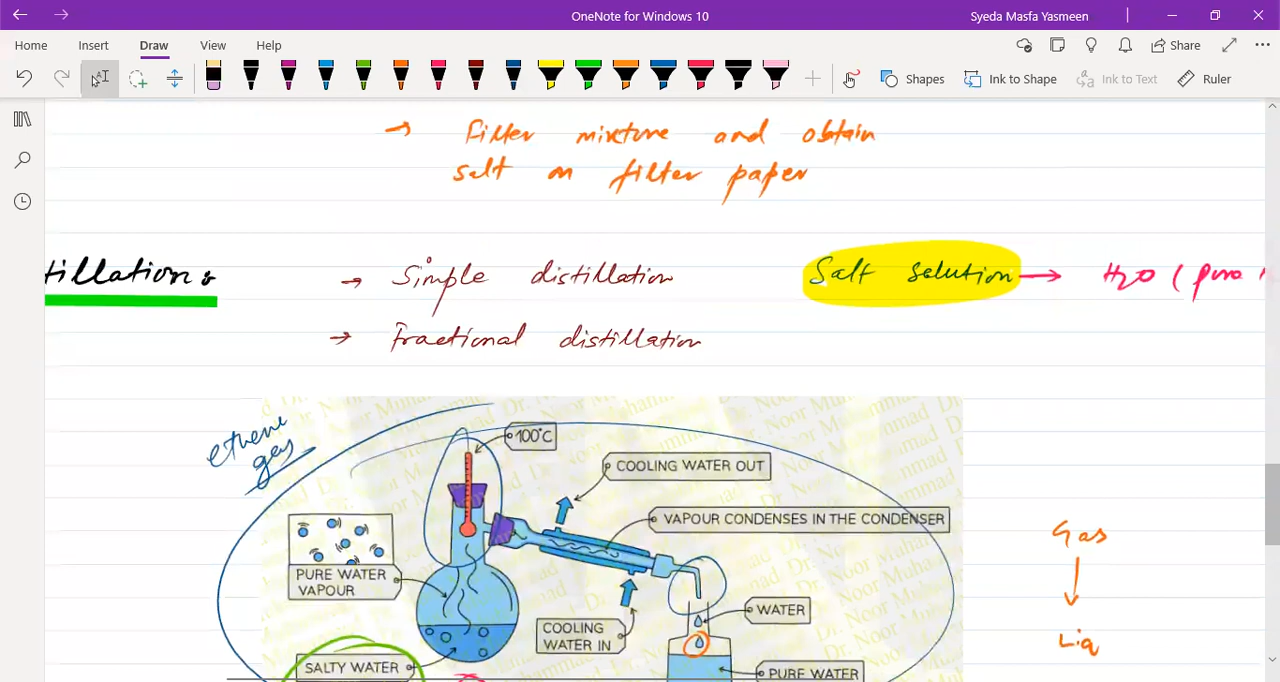 OneNote for Windows 10
Syeda Masfa Yasmeen
Home Insert Draw View Help
Share
Shapes Ink to Shape Ink to Text Ruler
→ Filter mixture and obtain
salt on filter paper
tillation
→ Simple distillation
Salt solution → H2O (pure
→ Fractional distillation
ethene
gas
100°C
COOLING WATER OUT
VAPOUR CONDENSES IN THE CONDENSER
PURE WATER
VAPOUR
WATER
COOLING
WATER IN
SALTY WATER
PURE WATER
Gas
↓
Liq